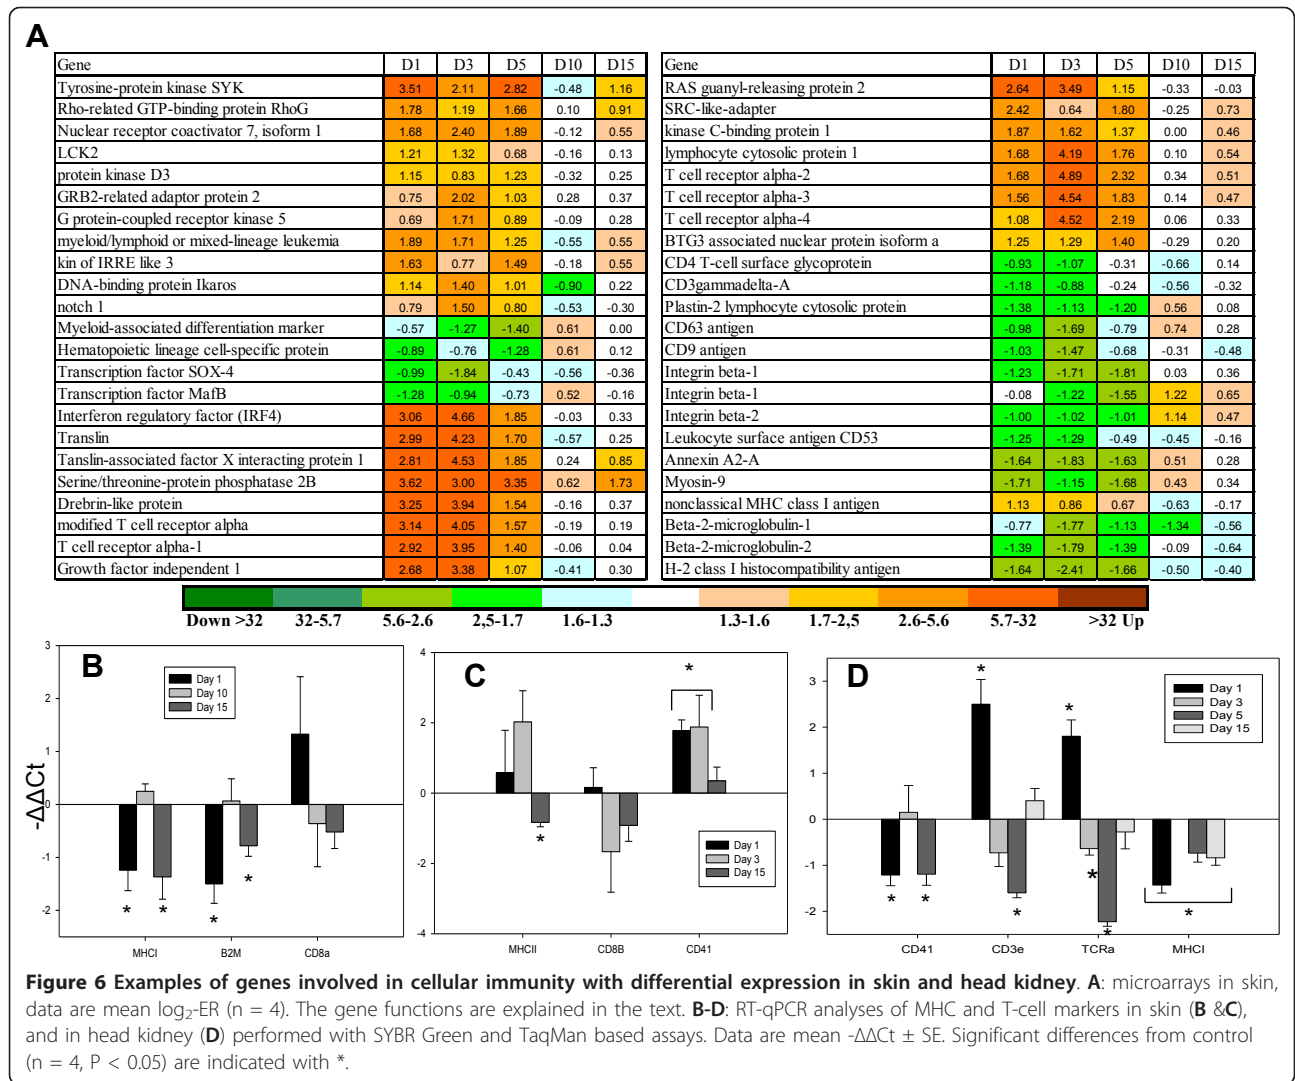 A
Gene D1 D3 D5 D10 D15
Tyrosine-protein kinase SYK 3.51 2.11 2.82 -0.48 1.16
Rho-related GTP-binding protein RhoG 1.78 1.19 1.66 0.10 0.91
Nuclear receptor coactivator 7, isoform 1 1.68 2.40 1.89 -0.12 0.55
LCK2 1.21 1.32 0.68 -0.16 0.13
protein kinase D3 1.15 0.83 1.23 -0.32 0.25
GRB2-related adaptor protein 2 0.75 2.02 1.03 0.28 0.37
G protein-coupled receptor kinase 5 0.69 1.71 0.89 -0.09 0.28
myeloid/lymphoid or mixed-lineage leukemia 1.89 1.71 1.25 -0.55 0.55
kin of IRRE like 3 1.63 0.77 1.49 -0.18 0.55
DNA-binding protein Ikaros 1.14 1.40 1.01 -0.90 0.22
notch 1 0.79 1.50 0.80 -0.53 -0.30
Myeloid-associated differentiation marker -0.57 -1.27 -1.40 0.61 0.00
Hematopoietic lineage cell-specific protein -0.89 -0.76 -1.28 0.61 0.12
Transcription factor SOX-4 -0.99 -1.84 -0.43 -0.56 -0.36
Transcription factor MafB -1.28 -0.94 -0.73 0.52 -0.16
Interferon regulatory factor (IRF4) 3.06 4.66 1.85 -0.03 0.33
Translin 2.99 4.23 1.70 -0.57 0.25
Tanslin-associated factor X interacting protein 1 2.81 4.53 1.85 0.24 0.85
Serine/threonine-protein phosphatase 2B 3.62 3.00 3.35 0.62 1.73
Drebrin-like protein 3.25 3.94 1.54 -0.16 0.37
modified T cell receptor alpha 3.14 4.05 1.57 -0.19 0.19
T cell receptor alpha-1 2.92 3.95 1.40 -0.06 0.04
Growth factor independent 1 2.68 3.38 1.07 -0.41 0.30
Gene D1 D3 D5 D10 D15
RAS guanyl-releasing protein 2 2.64 3.49 1.15 -0.33 -0.03
SRC-like-adapter 2.42 0.64 1.80 -0.25 0.73
kinase C-binding protein 1 1.87 1.62 1.37 0.00 0.46
lymphocyte cytosolic protein 1 1.68 4.19 1.76 0.10 0.54
T cell receptor alpha-2 1.68 4.89 2.32 0.34 0.51
T cell receptor alpha-3 1.56 4.54 1.83 0.14 0.47
T cell receptor alpha-4 1.08 4.52 2.19 0.06 0.33
BTG3 associated nuclear protein isoform a 1.25 1.29 1.40 -0.29 0.20
CD4 T-cell surface glycoprotein -0.93 -1.07 -0.31 -0.66 0.14
CD3gammadelta-A -1.18 -0.88 -0.24 -0.56 -0.32
Plastin-2 lymphocyte cytosolic protein -1.38 -1.13 -1.20 0.56 0.08
CD63 antigen -0.98 -1.69 -0.79 0.74 0.28
CD9 antigen -1.03 -1.47 -0.68 -0.31 -0.48
Integrin beta-1 -1.23 -1.71 -1.81 0.03 0.36
Integrin beta-1 -0.08 -1.22 -1.55 1.22 0.65
Integrin beta-2 -1.00 -1.02 -1.01 1.14 0.47
Leukocyte surface antigen CD53 -1.25 -1.29 -0.49 -0.45 -0.16
Annexin A2-A -1.64 -1.83 -1.63 0.51 0.28
Myosin-9 -1.71 -1.15 -1.68 0.43 0.34
nonclassical MHC class I antigen 1.13 0.86 0.67 -0.63 -0.17
Beta-2-microglobulin-1 -0.77 -1.77 -1.13 -1.34 -0.56
Beta-2-microglobulin-2 -1.39 -1.79 -1.39 -0.09 -0.64
H-2 class I histocompatibility antigen -1.64 -2.41 -1.66 -0.50 -0.40
Down >32 32-5.7 5.6-2.6 2,5-1.7 1.6-1.3 1.3-1.6 1.7-2,5 2.6-5.6 5.7-32 >32 Up
B
-ΔΔCt
3
2
1
0
-1
-2
Day 1
Day 10
Day 15
* * * *
MHCI B2M CD8a
C
4
2
0
-2
-4
*
*
Day 1
Day 3
Day 15
MHCII CD8B CD41
D
3
2
1
0
-1
-2
Day 1
Day 3
Day 5
Day 15
* *
* * * * * *
CD41 CD3e TCRa MHCI
Figure 6 Examples of genes involved in cellular immunity with differential expression in skin and head kidney. A: microarrays in skin,
data are mean log₂-ER (n = 4). The gene functions are explained in the text. B-D: RT-qPCR analyses of MHC and T-cell markers in skin (B &C),
and in head kidney (D) performed with SYBR Green and TaqMan based assays. Data are mean -ΔΔCt ± SE. Significant differences from control
(n = 4, P < 0.05) are indicated with *.